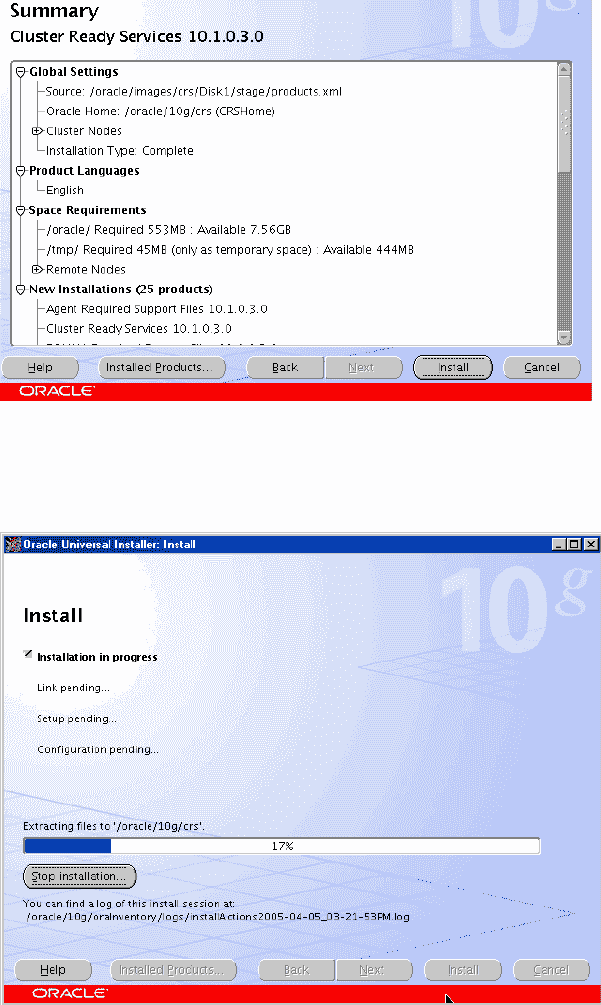 Summary
10g
Cluster Ready Services 10.1.0.3.0
Global Settings
Source: /oracle/images/crs/Disk1/stage/products.xml
Oracle Home: /oracle/10g/crs (CRSHome)
Cluster Nodes
Installation Type: Complete
Product Languages
English
Space Requirements
/oracle/ Required 553MB : Available 7.56GB
/tmp/ Required 45MB (only as temporary space) : Available 444MB
Remote Nodes
New Installations (25 products)
Agent Required Support Files 10.1.0.3.0
Cluster Ready Services 10.1.0.3.0
Help Installed Products... Back Next Install Cancel
ORACLE
Oracle Universal Installer: Install
10g
Install
Installation in progress
Link pending...
Setup pending...
Configuration pending...
Extracting files to '/oracle/10g/crs'.
17%
Stop installation...
You can find a log of this install session at:
/oracle/10g/oraInventory/logs/installActions2005-04-05_03-21-53PM.log
Help Installed Products... Back Next Install Cancel
ORACLE